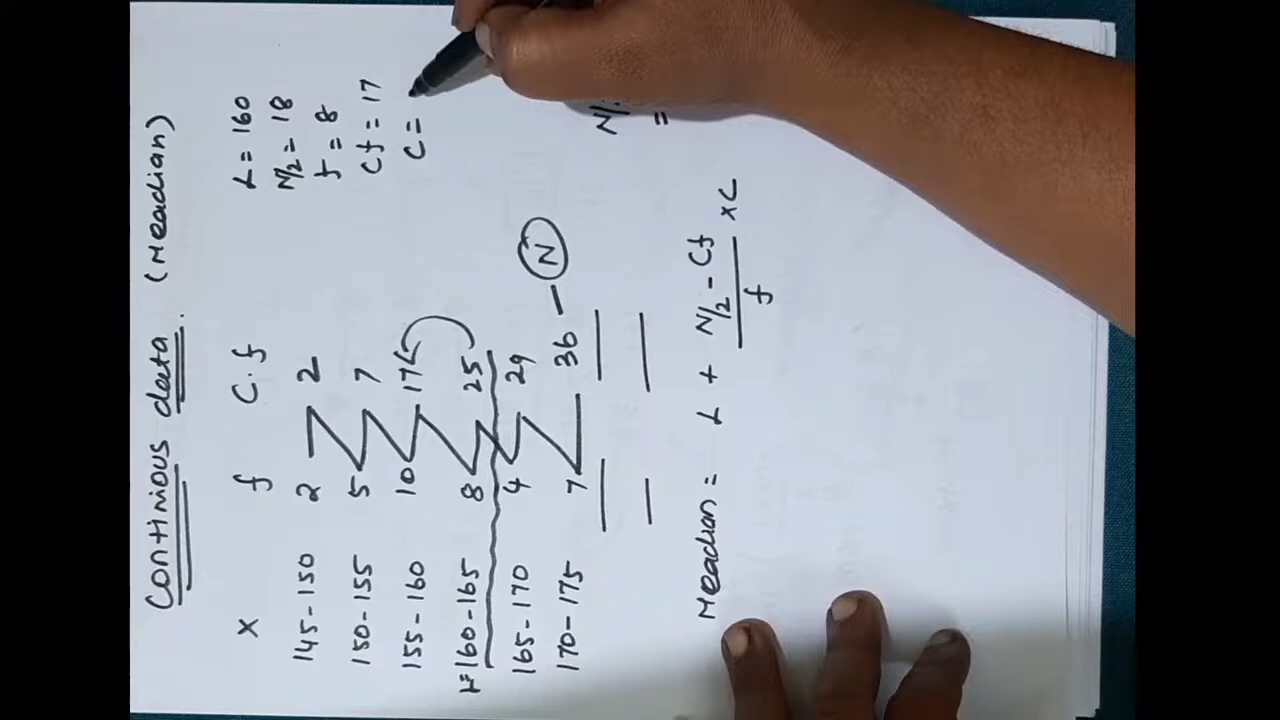 Continious data. (Meadian)
X f C.f
145-150 2 2 L = 160
150-155 5 7 N/2 = 18
155-160 10 17 f = 8
L= 160-165 8 25 Cf = 17
165-170 4 29 C =
170-175 7 36 — N
N/
=
Meadian = L + N/2 - Cf / f × C